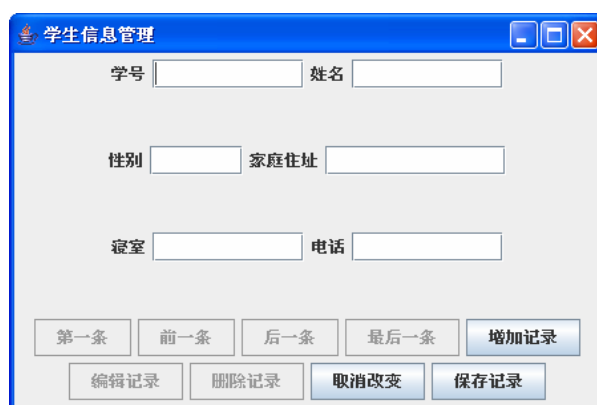 学生信息管理
学号 姓名
性别 家庭住址
寝室 电话
第一条 前一条 后一条 最后一条 增加记录
编辑记录 删除记录 取消改变 保存记录